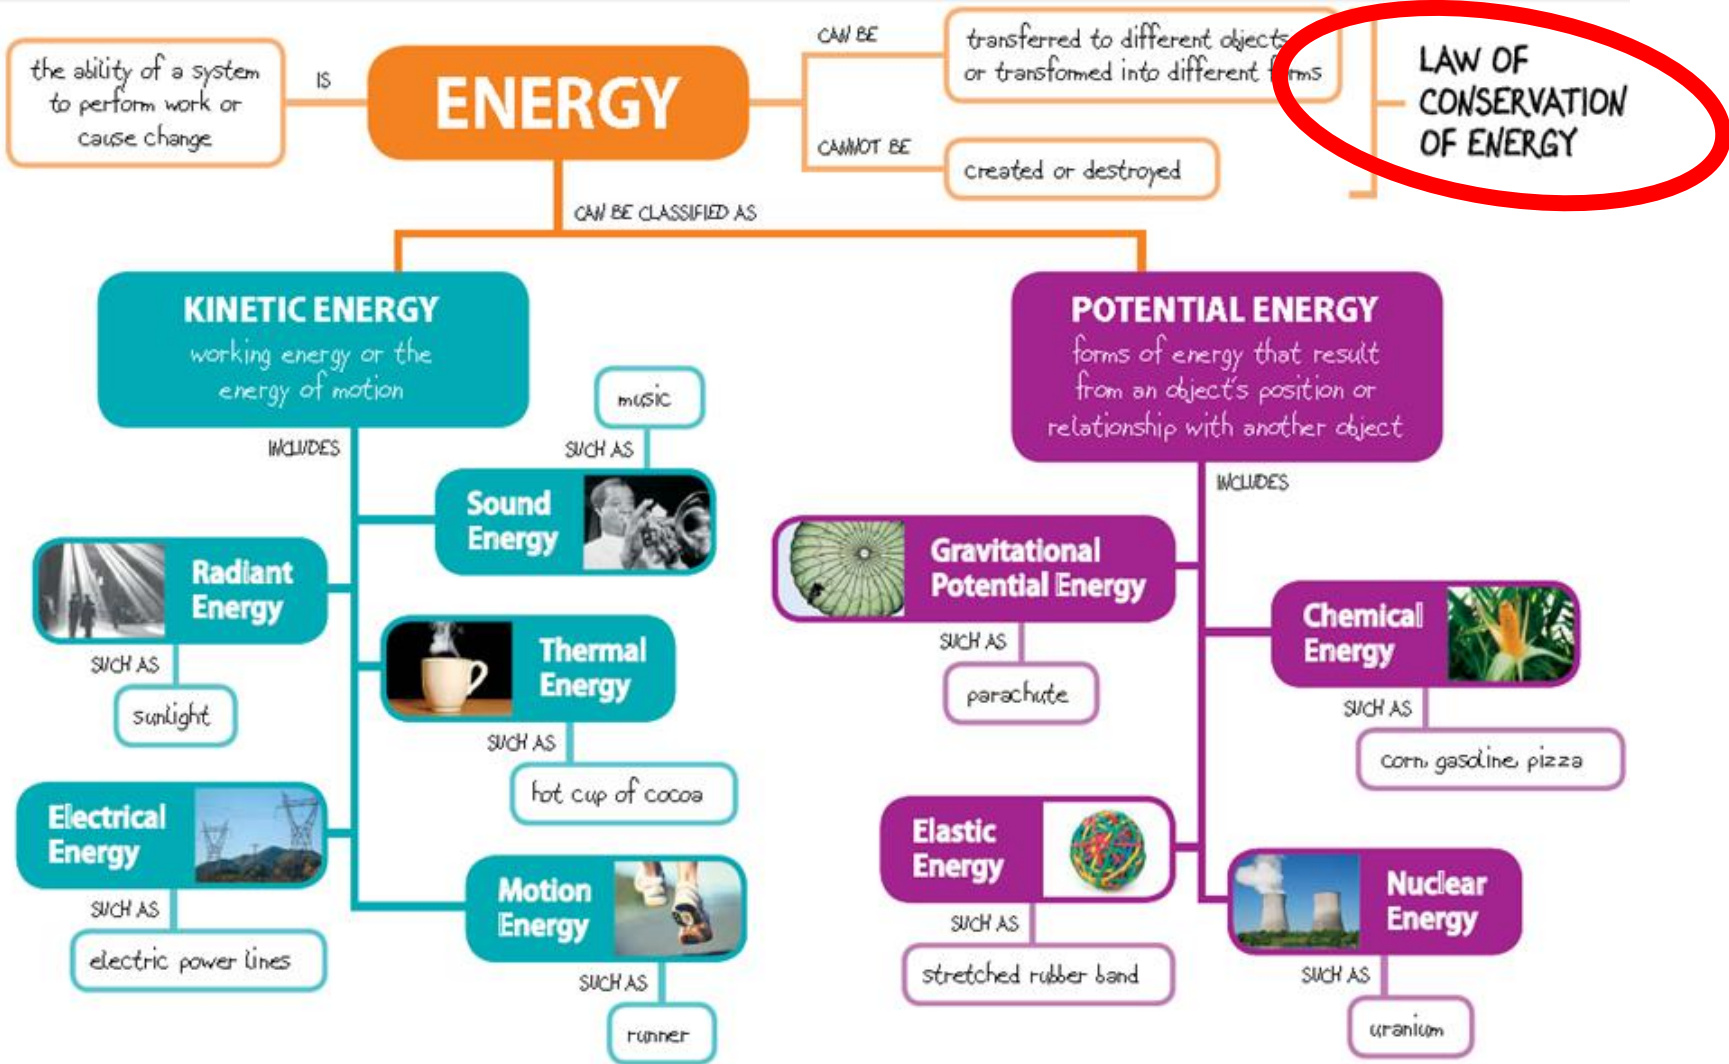 the ability of a system
to perform work or
cause change
IS
ENERGY
CAN BE
transferred to different objects
or transformed into different forms
CANNOT BE
created or destroyed
LAW OF
CONSERVATION
OF ENERGY
CAN BE CLASSIFIED AS
KINETIC ENERGY
working energy or the
energy of motion
INCLUDES
music
SUCH AS
Sound
Energy
Radiant
Energy
SUCH AS
sunlight
Thermal
Energy
SUCH AS
hot cup of cocoa
Electrical
Energy
SUCH AS
electric power lines
Motion
Energy
SUCH AS
runner
POTENTIAL ENERGY
forms of energy that result
from an object's position or
relationship with another object
INCLUDES
Gravitational
Potential Energy
SUCH AS
parachute
Chemical
Energy
SUCH AS
corn, gasoline, pizza
Elastic
Energy
SUCH AS
stretched rubber band
Nuclear
Energy
SUCH AS
uranium